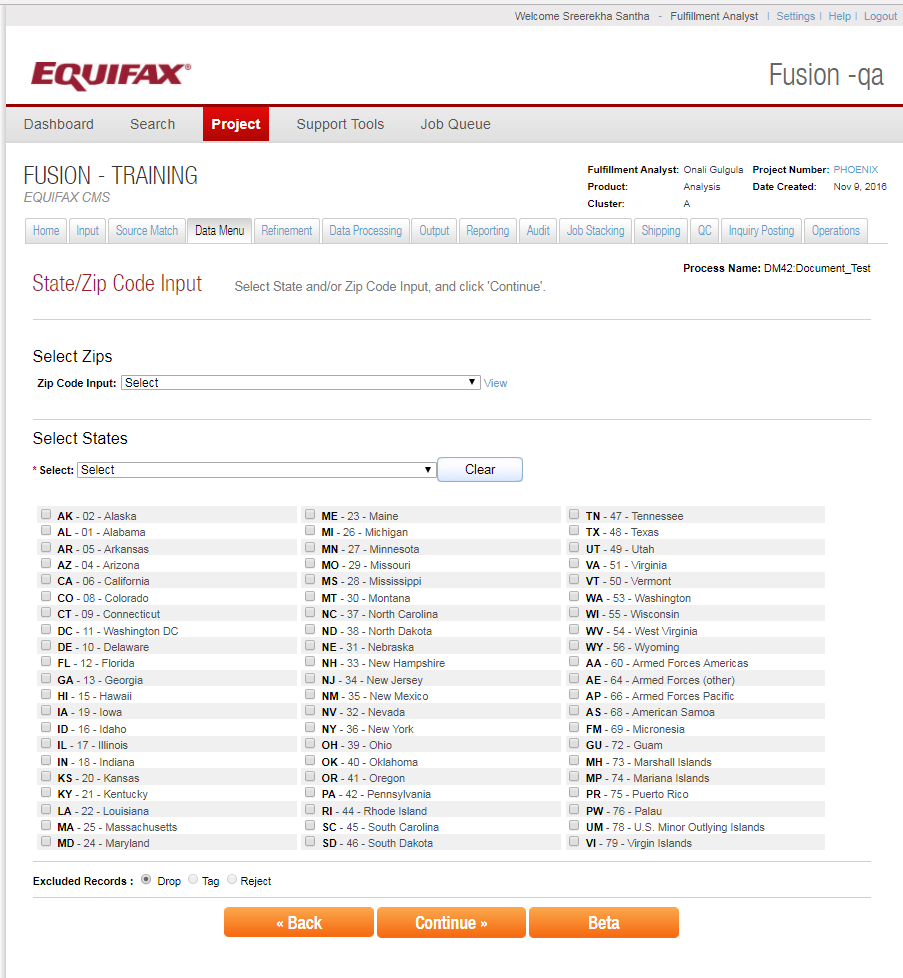 Welcome Sreerekha Santha - Fulfillment Analyst | Settings | Help | Logout
EQUIFAX®
Fusion -qa
Dashboard Search Project Support Tools Job Queue
FUSION - TRAINING
EQUIFAX CMS
Fulfillment Analyst: Onali Gulgula Project Number: PHOENIX
Product: Analysis Date Created: Nov 9, 2016
Cluster: A
Home Input Source Match Data Menu Refinement Data Processing Output Reporting Audit Job Stacking Shipping QC Inquiry Posting Operations
Process Name: DM42:Document_Test
State/Zip Code Input Select State and/or Zip Code Input, and click 'Continue'.
Select Zips
Zip Code Input: Select View
Select States
* Select: Select Clear
AK - 02 - Alaska
AL - 01 - Alabama
AR - 05 - Arkansas
AZ - 04 - Arizona
CA - 06 - California
CO - 08 - Colorado
CT - 09 - Connecticut
DC - 11 - Washington DC
DE - 10 - Delaware
FL - 12 - Florida
GA - 13 - Georgia
HI - 15 - Hawaii
IA - 19 - Iowa
ID - 16 - Idaho
IL - 17 - Illinois
IN - 18 - Indiana
KS - 20 - Kansas
KY - 21 - Kentucky
LA - 22 - Louisiana
MA - 25 - Massachusetts
MD - 24 - Maryland
ME - 23 - Maine
MI - 26 - Michigan
MN - 27 - Minnesota
MO - 29 - Missouri
MS - 28 - Mississippi
MT - 30 - Montana
NC - 37 - North Carolina
ND - 38 - North Dakota
NE - 31 - Nebraska
NH - 33 - New Hampshire
NJ - 34 - New Jersey
NM - 35 - New Mexico
NV - 32 - Nevada
NY - 36 - New York
OH - 39 - Ohio
OK - 40 - Oklahoma
OR - 41 - Oregon
PA - 42 - Pennsylvania
RI - 44 - Rhode Island
SC - 45 - South Carolina
SD - 46 - South Dakota
TN - 47 - Tennessee
TX - 48 - Texas
UT - 49 - Utah
VA - 51 - Virginia
VT - 50 - Vermont
WA - 53 - Washington
WI - 55 - Wisconsin
WV - 54 - West Virginia
WY - 56 - Wyoming
AA - 60 - Armed Forces Americas
AE - 64 - Armed Forces (other)
AP - 66 - Armed Forces Pacific
AS - 68 - American Samoa
FM - 69 - Micronesia
GU - 72 - Guam
MH - 73 - Marshall Islands
MP - 74 - Mariana Islands
PR - 75 - Puerto Rico
PW - 76 - Palau
UM - 78 - U.S. Minor Outlying Islands
VI - 79 - Virgin Islands
Excluded Records : Drop Tag Reject
« Back Continue » Beta